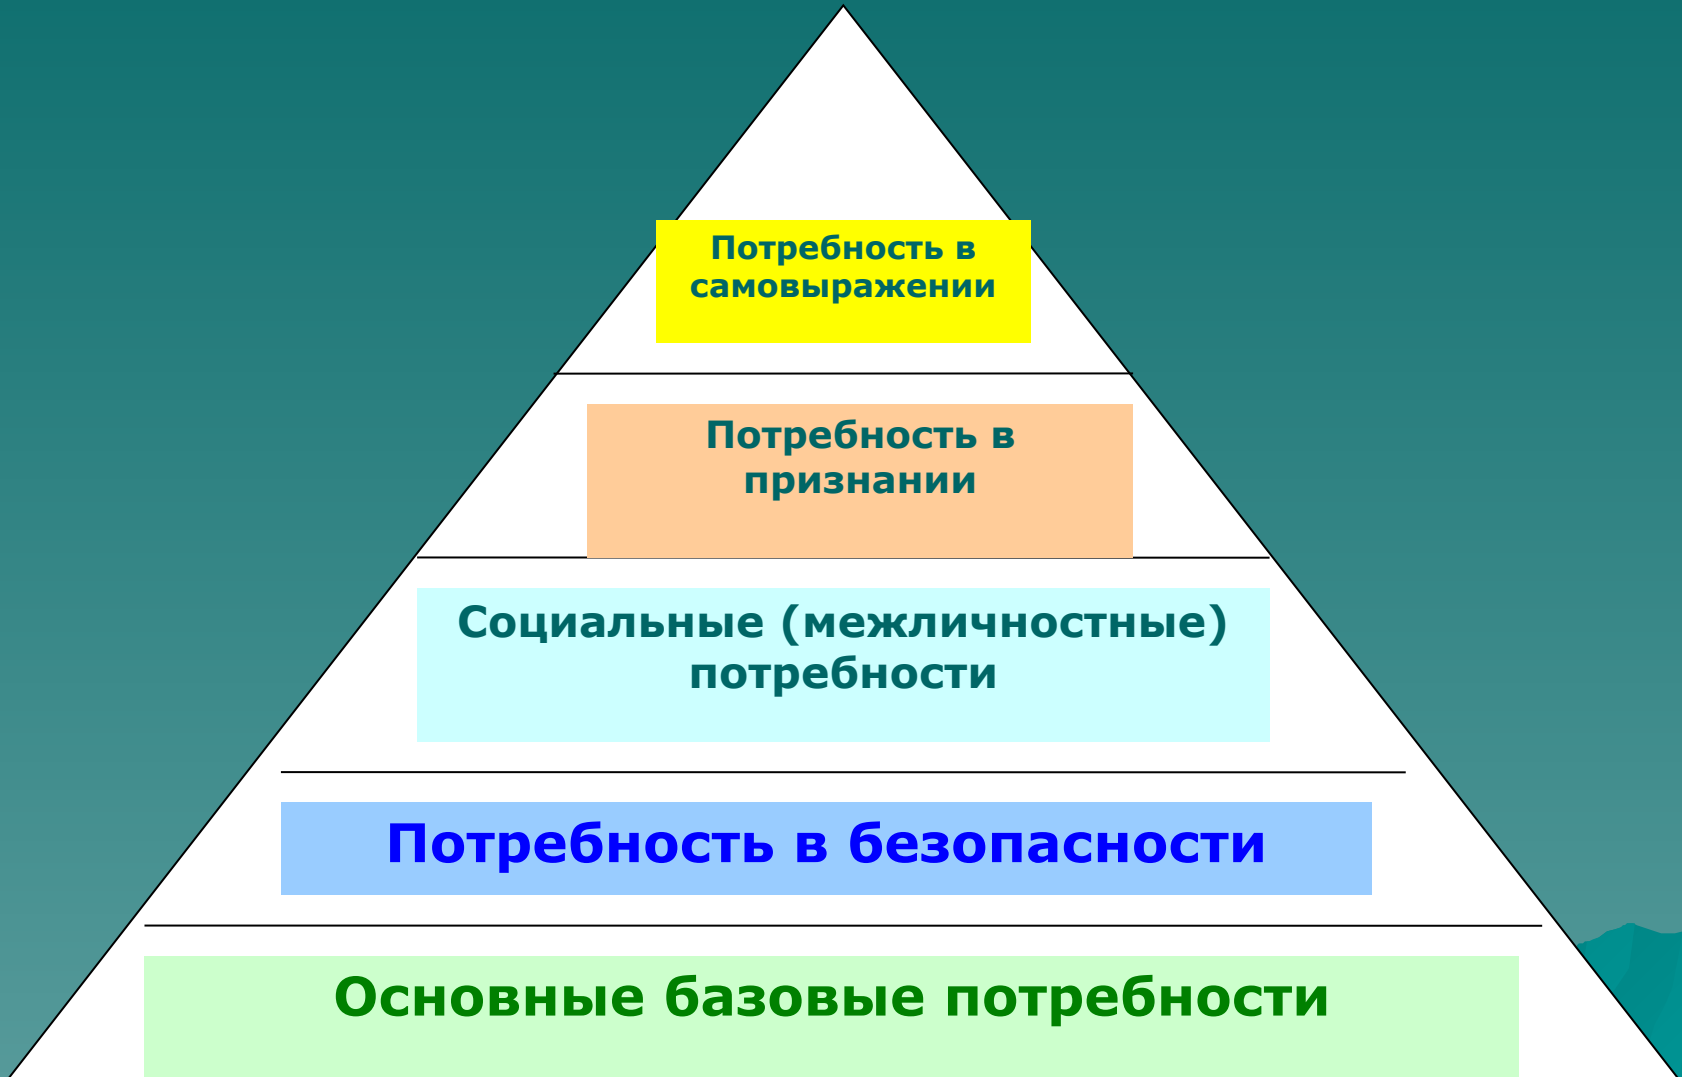 Потребность в
самовыражении
Потребность в
признании
Социальные (межличностные)
потребности
Потребность в безопасности
Основные базовые потребности